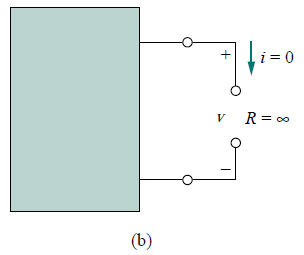 +
i = 0
v R = ∞
−
(b)